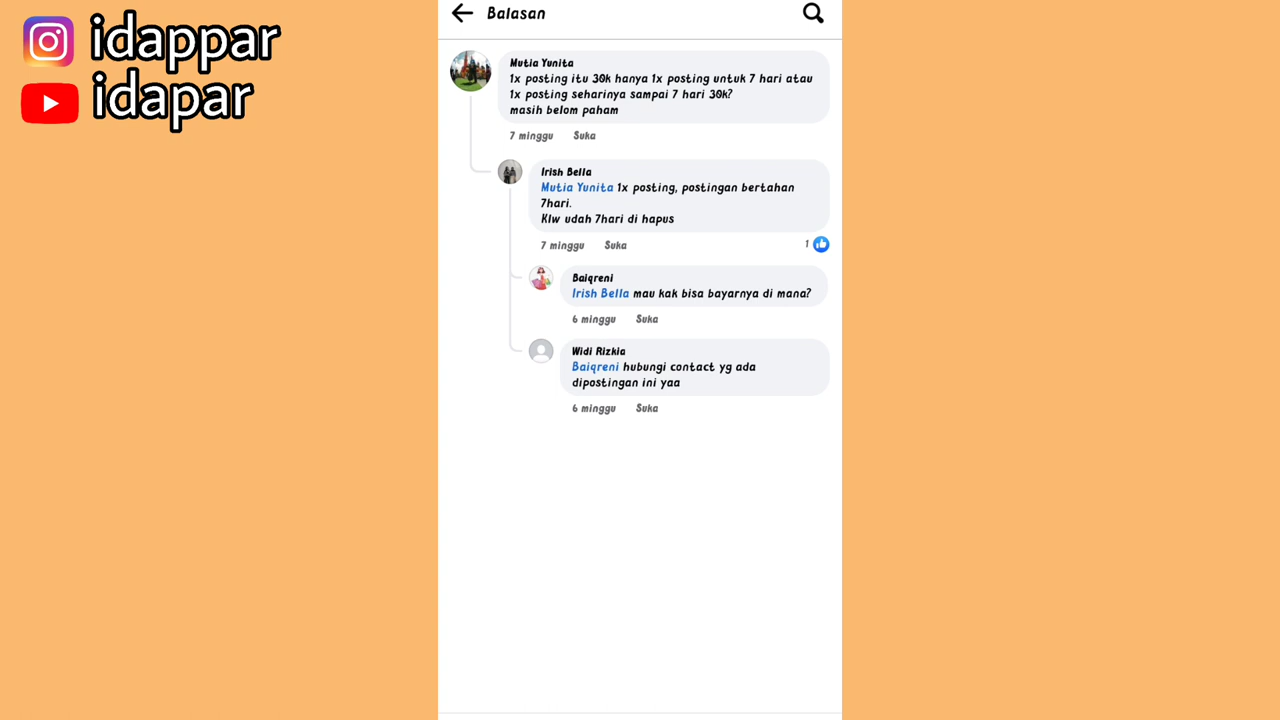 idappar
idapar
Balasan
Mutia Yunita
1x posting itu 30k hanya 1x posting untuk 7 hari atau
1x posting seharinya sampai 7 hari 30k?
masih belom paham
7 minggu Suka
Irish Bella
Mutia Yunita 1x posting, postingan bertahan
7hari.
Klw udah 7hari di hapus
7 minggu Suka 1
Baiqreni
Irish Bella mau kak bisa bayarnya di mana?
6 minggu Suka
Widi Rizkia
Baiqreni hubungi contact yg ada
dipostingan ini yaa
6 minggu Suka